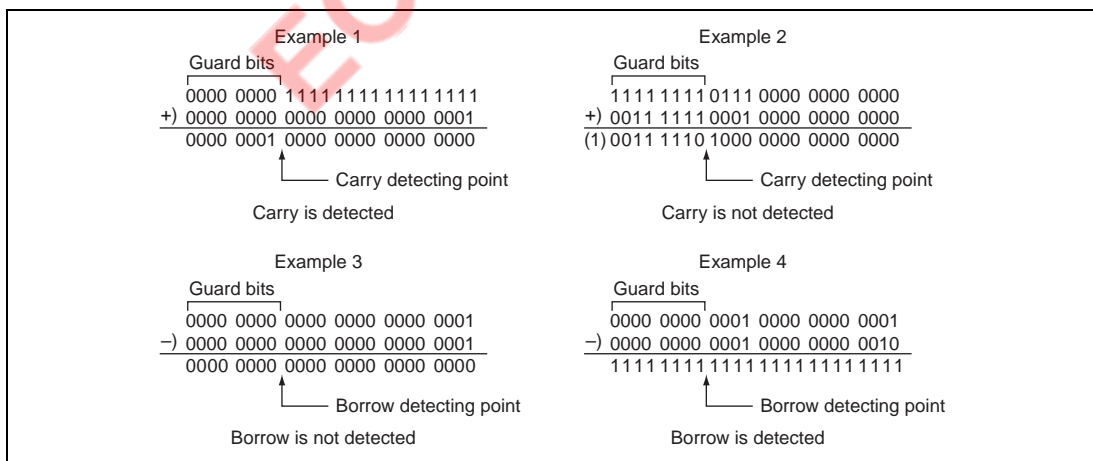 Example 1
Guard bits
0000 0000 1111 1111 1111 1111
+) 0000 0000 0000 0000 0000 0001
0000 0001 0000 0000 0000 0000
Carry detecting point
Carry is detected
Example 2
Guard bits
1111 1111 0111 0000 0000 0000
+) 0011 1111 0001 0000 0000 0000
(1) 0011 1110 1000 0000 0000 0000
Carry detecting point
Carry is not detected
Example 3
Guard bits
0000 0000 0000 0000 0000 0001
–) 0000 0000 0000 0000 0000 0001
0000 0000 0000 0000 0000 0000
Borrow detecting point
Borrow is not detected
Example 4
Guard bits
0000 0000 0001 0000 0000 0001
–) 0000 0000 0001 0000 0000 0010
1111 1111 1111 1111 1111 1111
Borrow detecting point
Borrow is detected